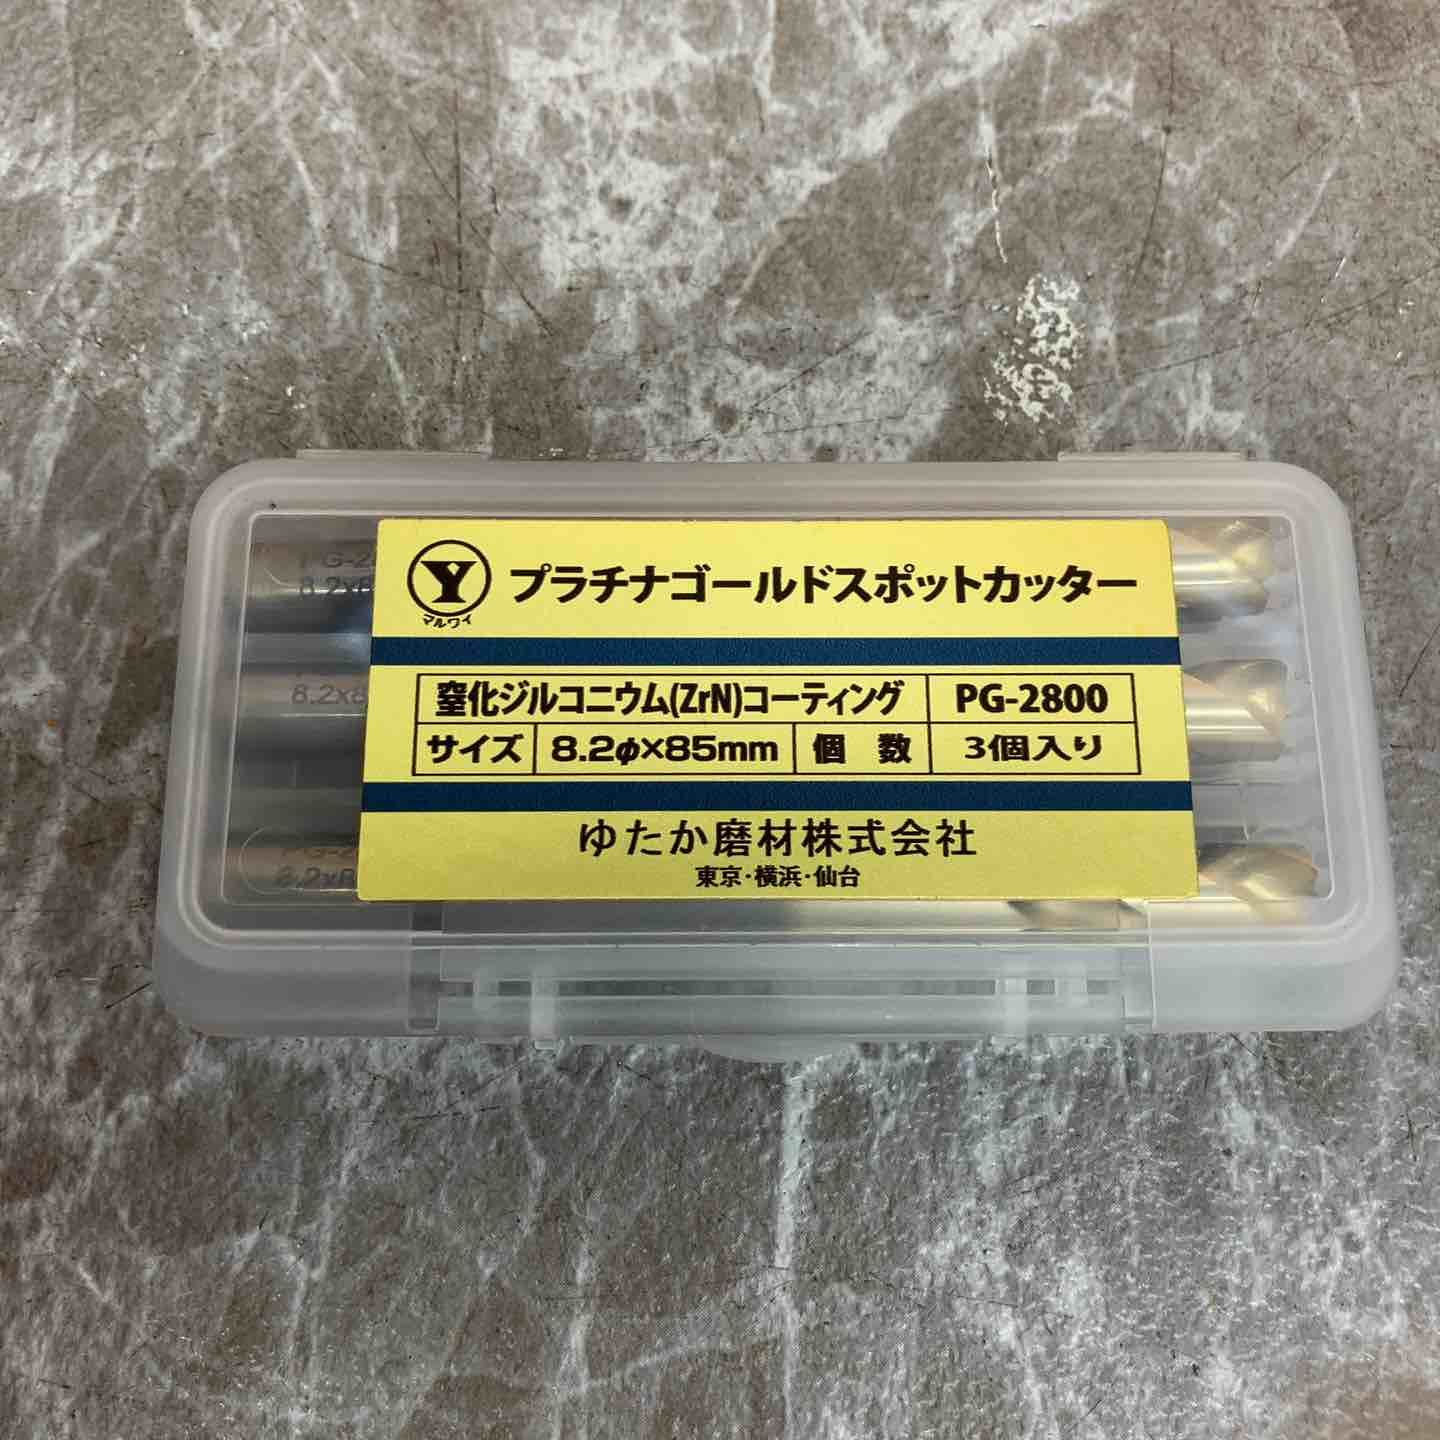 Y
マルワイ
プラチナゴールドスポットカッター
窒化ジルコニウム(ZrN)コーティング PG-2800
サイズ 8.2φ×85mm 個 数 3個入り
ゆたか磨材株式会社
東京・横浜・仙台
8.2x8